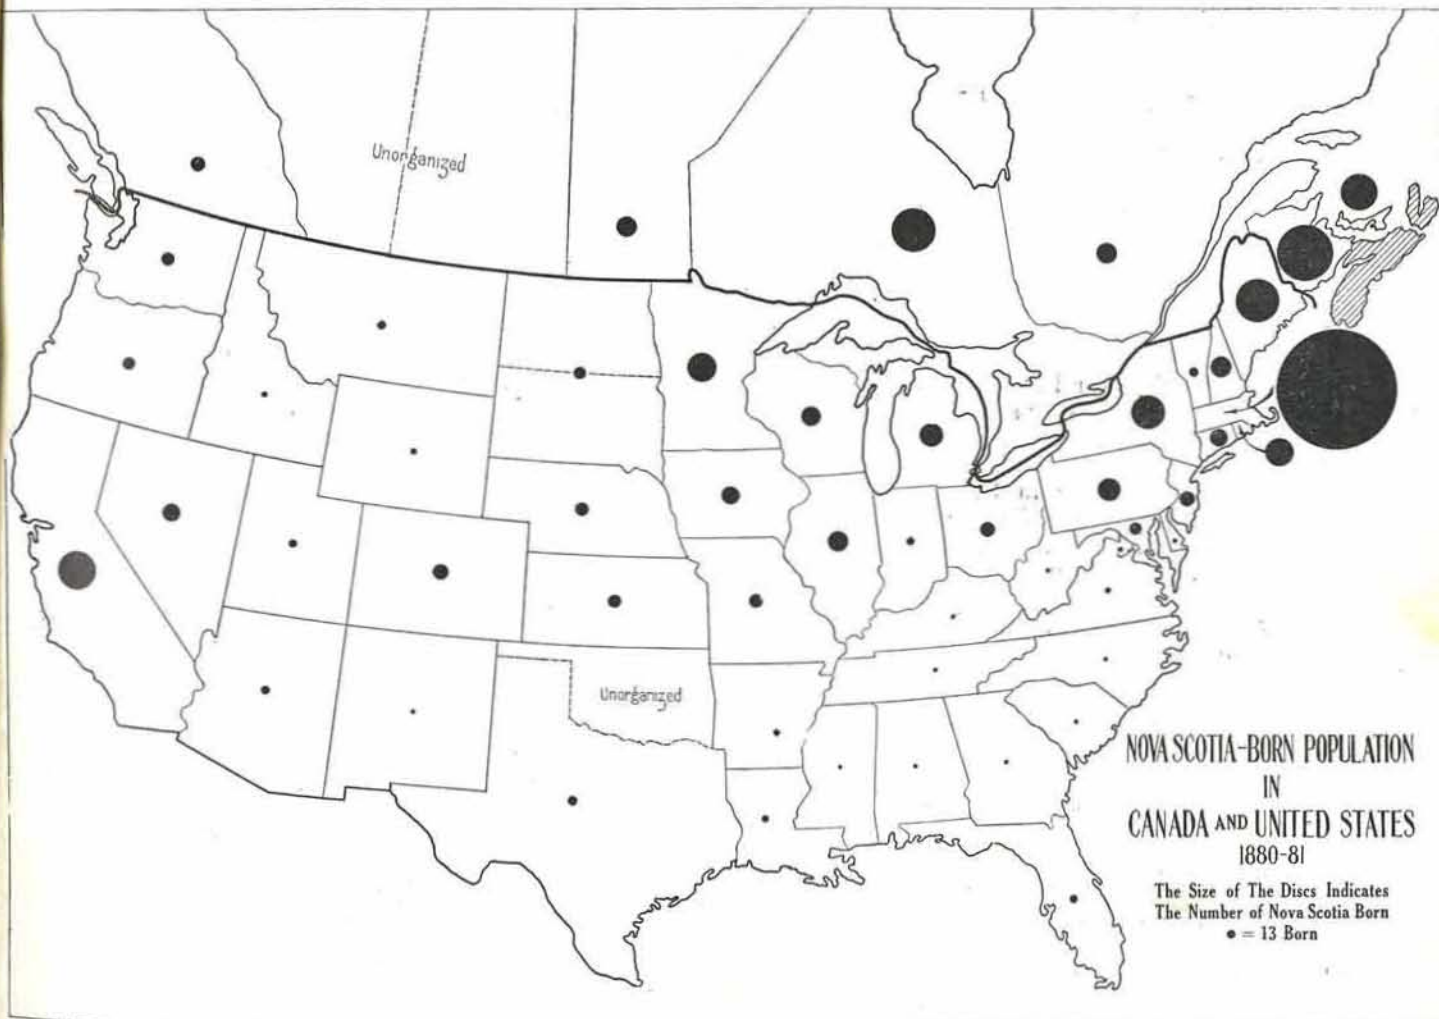 Unorganized
Unorganized
NOVA SCOTIA-BORN POPULATION
IN
CANADA AND UNITED STATES
1880-81
The Size of The Discs Indicates
The Number of Nova Scotia Born
● = 13 Born